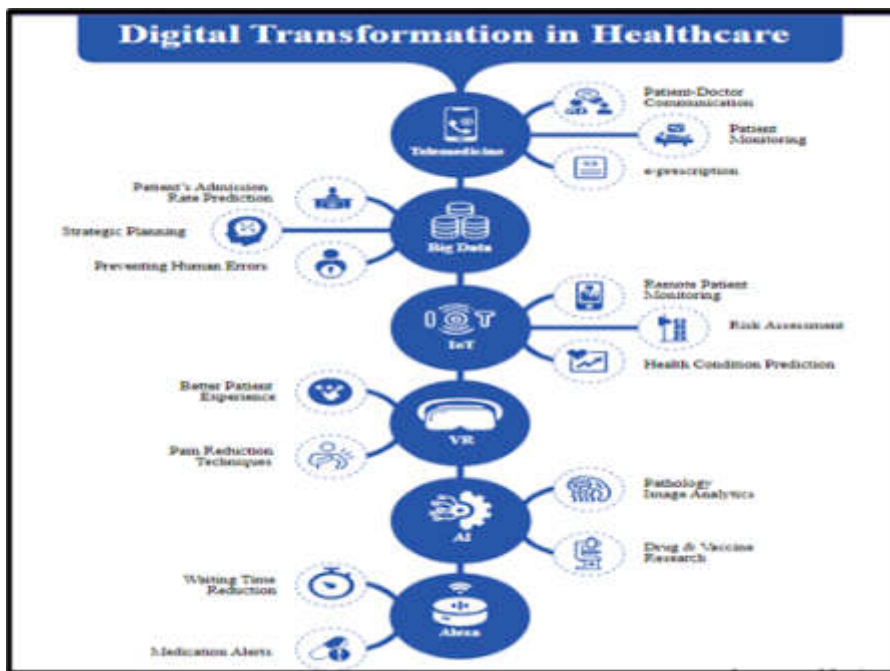 Digital Transformation in Healthcare
Patient-Doctor
Communication
Patient
Monitoring
e-prescription
Telemedicine
Patient's Admission
Rate Prediction
Strategic Planning
Preventing Human Errors
Big Data
Remote Patient
Monitoring
Risk Assessment
Health Condition Prediction
IOT
IoT
Better Patient
Experience
Pain Reduction
Techniques
VR
Pathology
Image Analytics
Drug & Vaccine
Research
AI
Waiting Time
Reduction
Medication Alerts
Alexa